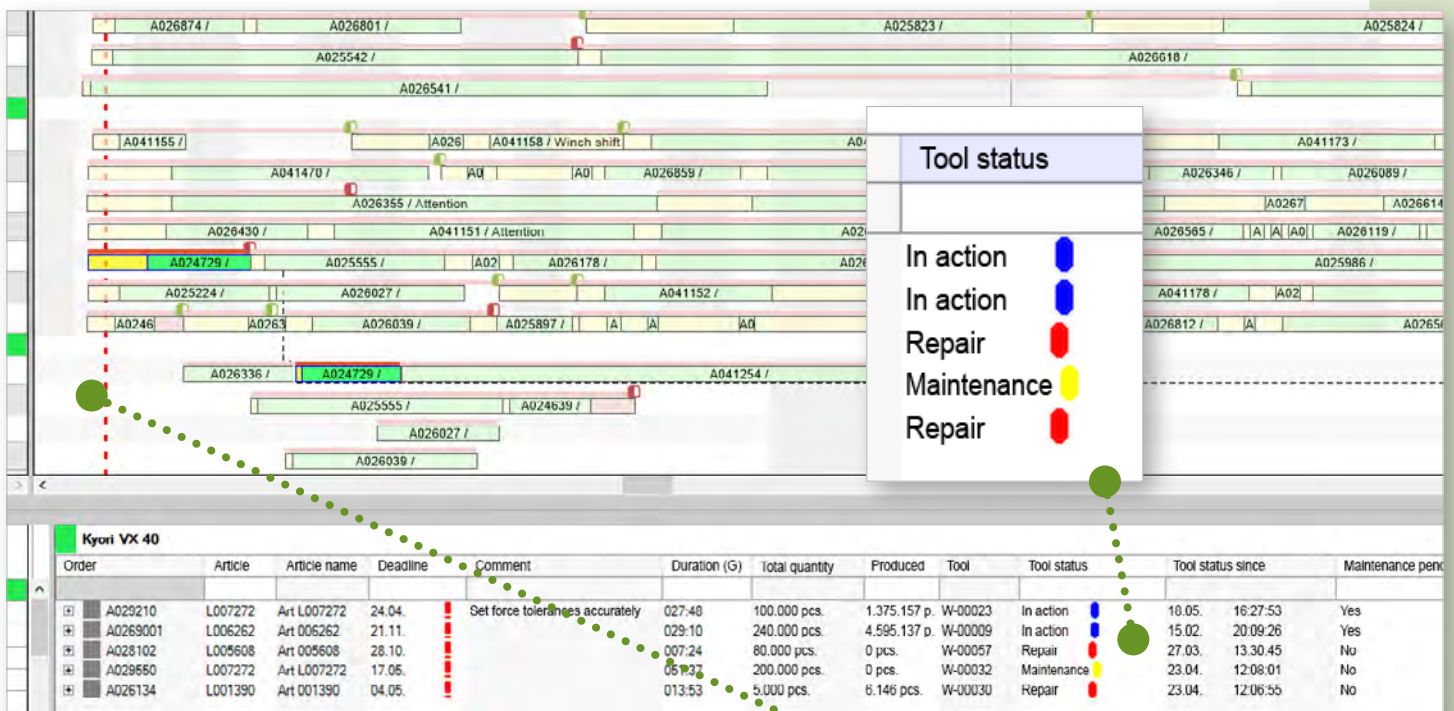 A026874 / A026801 / A025823 / A025824 /
A025542 / A026618 /
A026541 /
A041155 / A026 A041158 / Winch shift A04 A041173 /
A041470 / A0 A0 A026859 / A026346 / A026089 /
A026355 / Attention A0267 A026614
A026430 / A041151 / Attention A02 A026565 / A A A0 A026119 /
A024729 / A025555 / A02 A026178 / A026 A025986 /
A025224 / A026027 / A041152 / A041178 / A02
A0246 A0263 A026039 / A025897 / A A A0 A026812 / A A0265
A026336 / A024729 / A041254 /
A025555 / A024639 /
A026027 /
A026039 /
Tool status
In action
In action
Repair
Maintenance
Repair
Kyori VX 40
Order Article Article name Deadline Comment Duration (G) Total quantity Produced Tool Tool status Tool status since Maintenance pend
A029210 L007272 Art L007272 24.04. Set force tolerances accurately 027:48 100.000 pcs. 1.375.157 p. W-00023 In action 10.05. 16:27:53 Yes
A0269001 L006262 Art 006262 21.11. 029:10 240.000 pcs. 4.595.137 p. W-00009 In action 15.02. 20:09:26 Yes
A028102 L005608 Art 005608 28.10. 007:24 80.000 pcs. 0 pcs. W-00057 Repair 27.03. 13.30.45 No
A029550 L007272 Art L007272 17.05. 051:37 200.000 pcs. 0 pcs. W-00032 Maintenance 23.04. 12:08:01 No
A026134 L001390 Art 001390 04.05. 013:53 5.000 pcs. 6.146 pcs. W-00030 Repair 23.04. 12:06:55 No